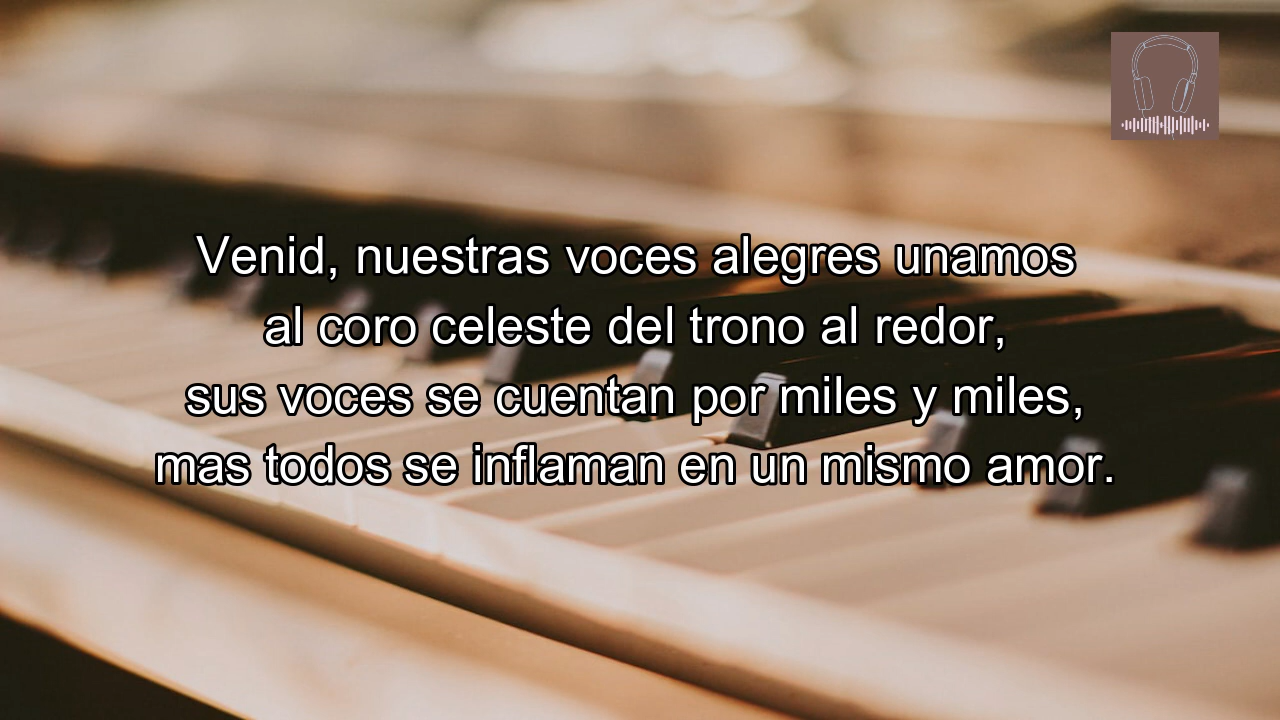 Venid, nuestras voces alegres unamos
al coro celeste del trono al redor,
sus voces se cuentan por miles y miles,
mas todos se inflaman en un mismo amor.